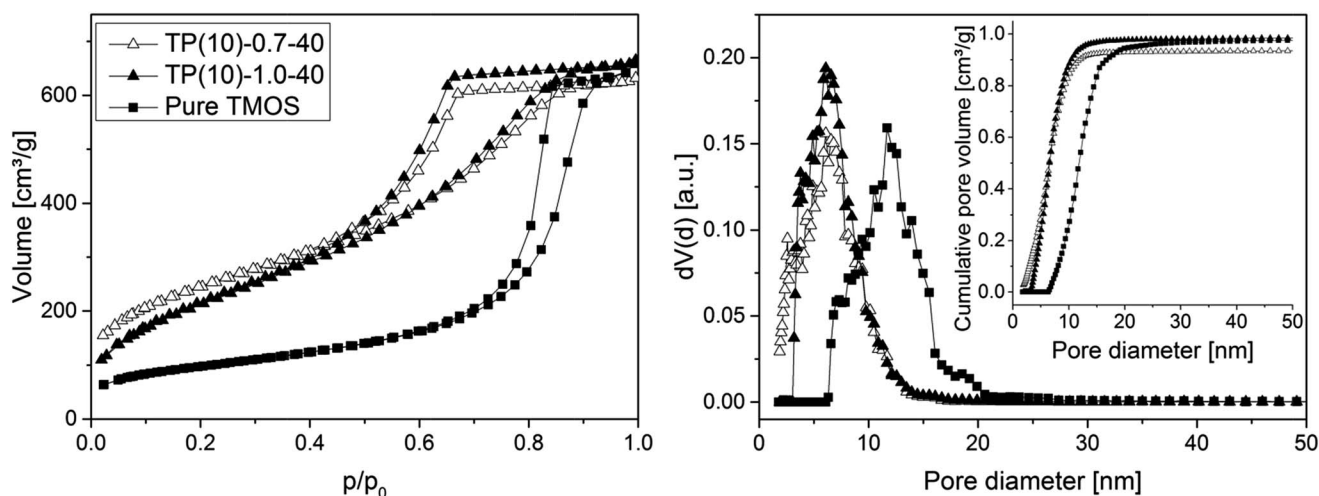 TP(10)-0.7-40
TP(10)-1.0-40
Pure TMOS
Volume [cm³/g]
600
400
200
0
0.0 0.2 0.4 0.6 0.8 1.0
p/p₀
dV(d) [a.u.]
0.20
0.15
0.10
0.05
0.00
0 10 20 30 40 50
Pore diameter [nm]
Cumulative pore volume [cm³/g]
1.0
0.8
0.6
0.4
0.2
0.0
0 10 20 30 40 50
Pore diameter [nm]